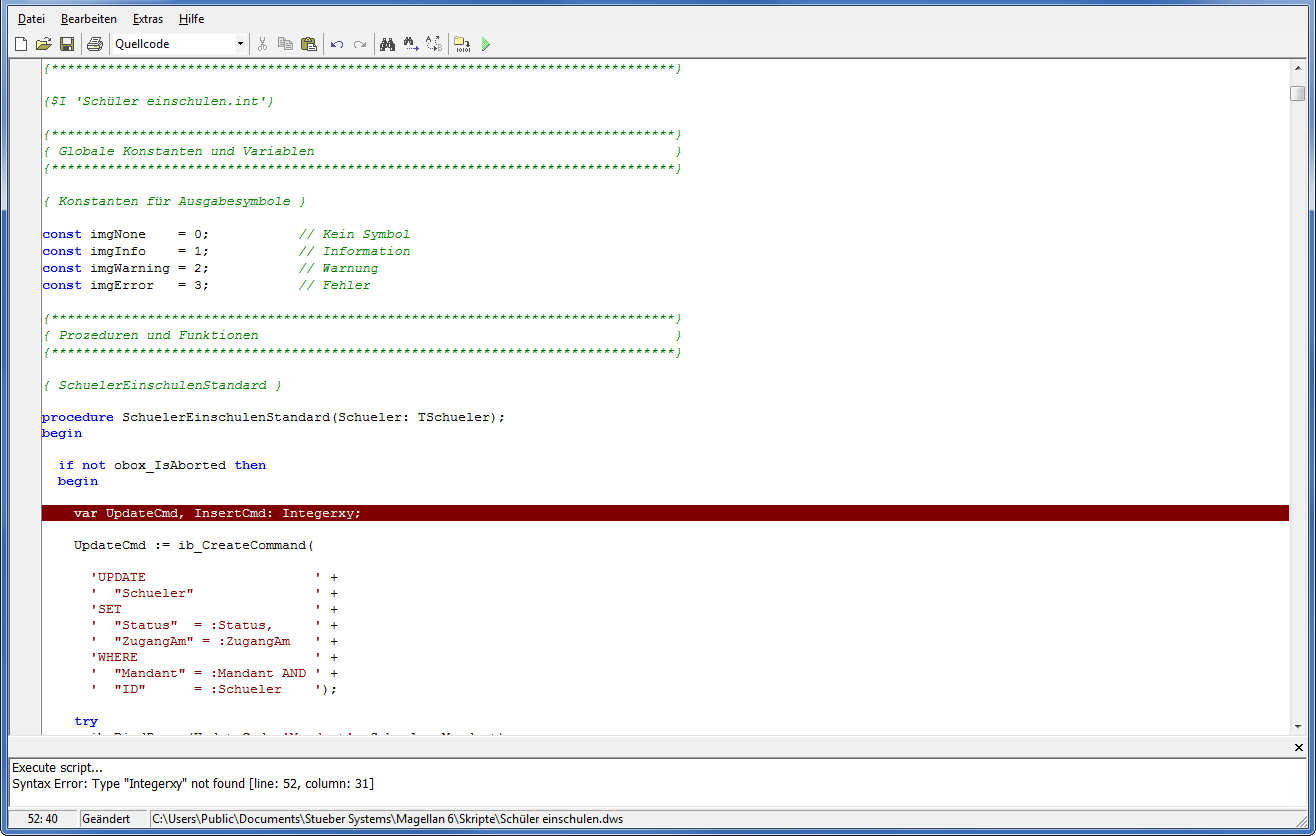 Datei Bearbeiten Extras Hilfe
Quellcode
{******************************************************************************}
{$I 'Schüler einschulen.int'}
{******************************************************************************}
{ Globale Konstanten und Variablen }
{******************************************************************************}
{ Konstanten für Ausgabesymbole }
const imgNone    = 0;           // Kein Symbol
const imgInfo    = 1;           // Information
const imgWarning = 2;           // Warnung
const imgError   = 3;           // Fehler
{******************************************************************************}
{ Prozeduren und Funktionen }
{******************************************************************************}
{ SchuelerEinschulenStandard }
procedure SchuelerEinschulenStandard(Schueler: TSchueler);
begin
  if not obox_IsAborted then
  begin
    var UpdateCmd, InsertCmd: Integerxy;
    UpdateCmd := ib_CreateCommand(
      'UPDATE                     ' +
      '  "Schueler"               ' +
      'SET                        ' +
      '  "Status"  = :Status,     ' +
      '  "ZugangAm" = :ZugangAm   ' +
      'WHERE                      ' +
      '  "Mandant" = :Mandant AND ' +
      '  "ID"      = :Schueler    ');
    try
Execute script...
Syntax Error: Type "Integerxy" not found [line: 52, column: 31]
52: 40 Geändert C:\Users\Public\Documents\Stueber Systems\Magellan 6\Skripte\Schüler einschulen.dws